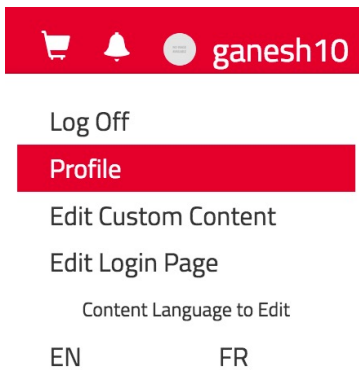 ganesh10
Log Off
Profile
Edit Custom Content
Edit Login Page
Content Language to Edit
EN FR